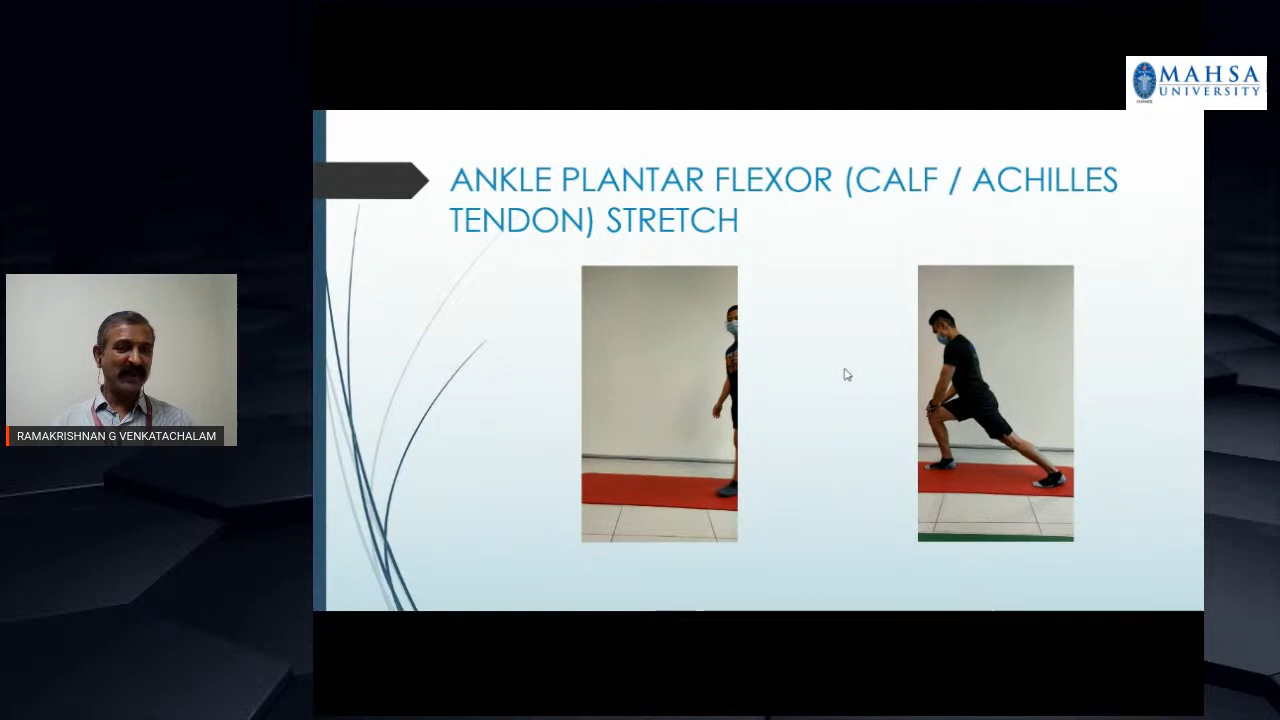 MAHSA
UNIVERSITY
ANKLE PLANTAR FLEXOR (CALF / ACHILLES
TENDON) STRETCH
RAMAKRISHNAN G VENKATACHALAM